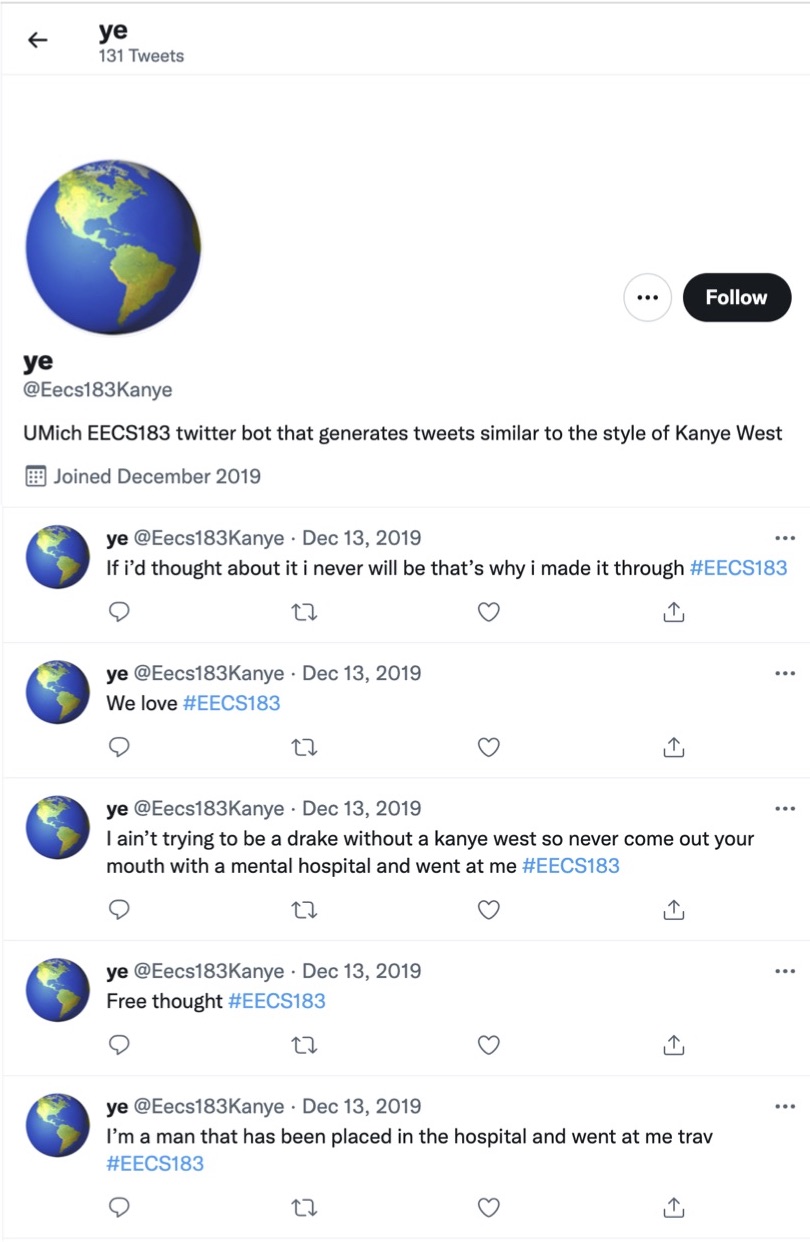 ye
131 Tweets
Follow
ye
@Eecs183Kanye
UMich EECS183 twitter bot that generates tweets similar to the style of Kanye West
Joined December 2019
ye @Eecs183Kanye · Dec 13, 2019
If i’d thought about it i never will be that’s why i made it through #EECS183
ye @Eecs183Kanye · Dec 13, 2019
We love #EECS183
ye @Eecs183Kanye · Dec 13, 2019
I ain’t trying to be a drake without a kanye west so never come out your
mouth with a mental hospital and went at me #EECS183
ye @Eecs183Kanye · Dec 13, 2019
Free thought #EECS183
ye @Eecs183Kanye · Dec 13, 2019
I’m a man that has been placed in the hospital and went at me trav
#EECS183